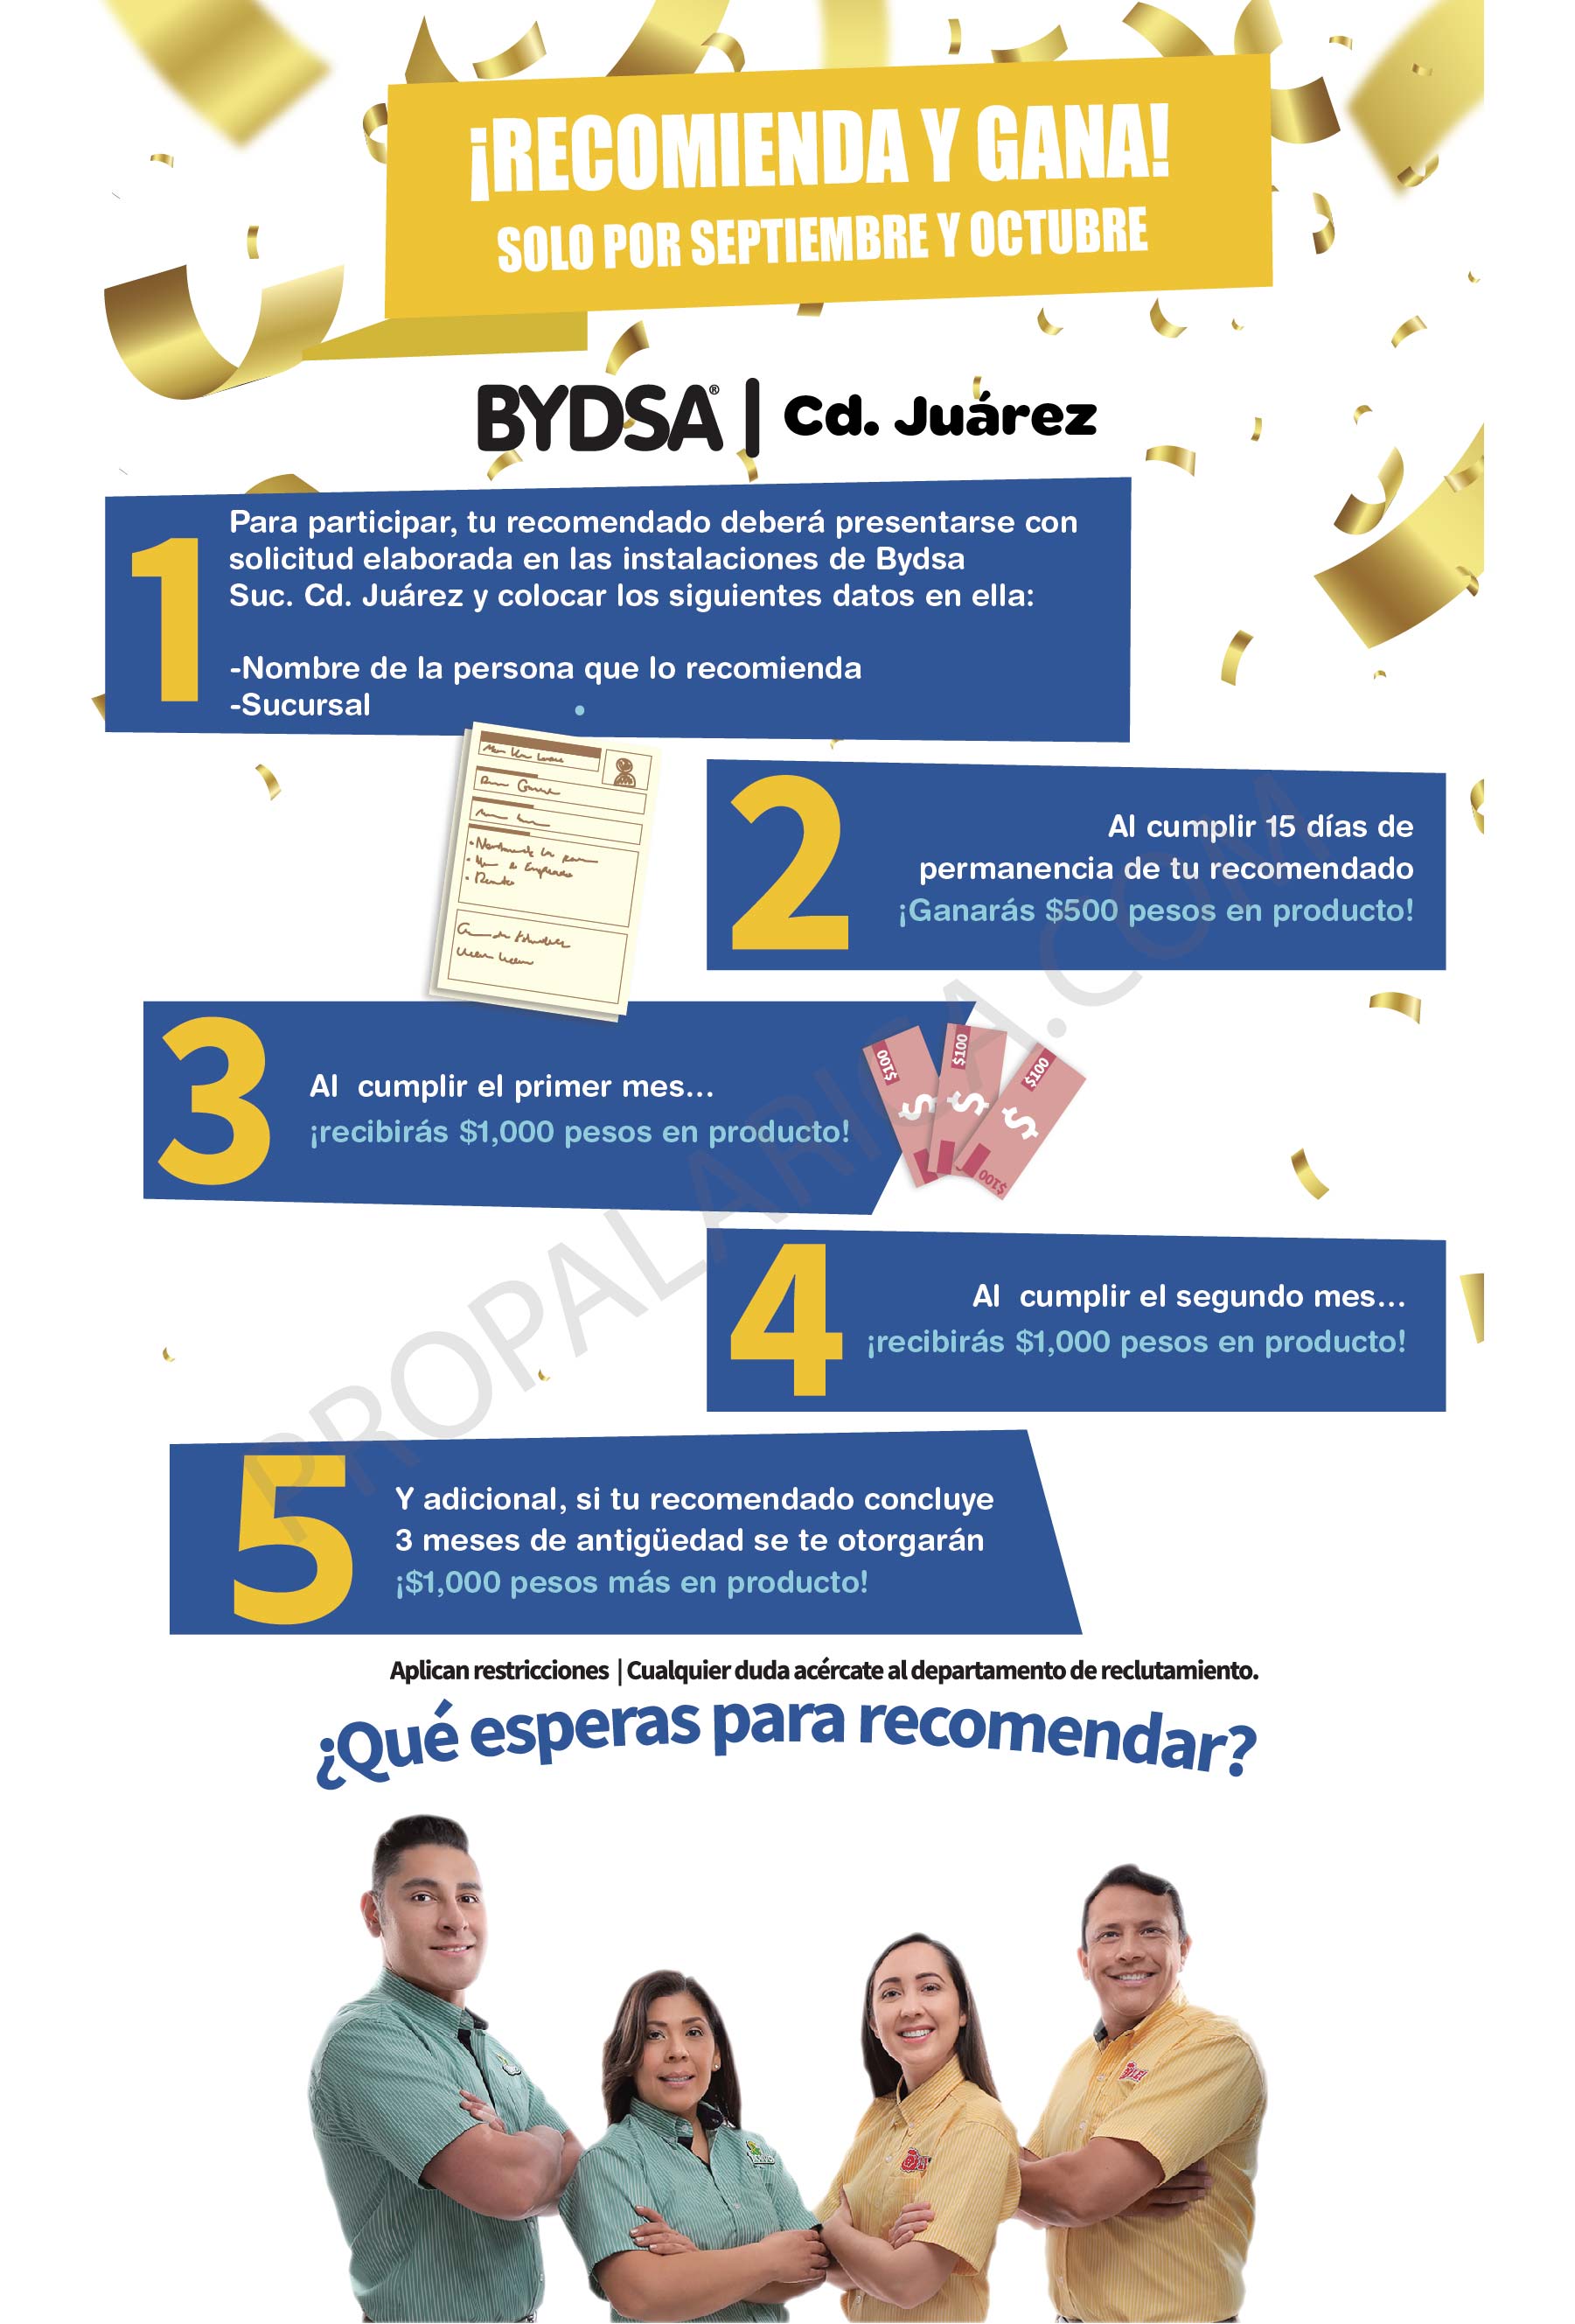 ¡RECOMIENDA Y GANA!
SOLO POR SEPTIEMBRE Y OCTUBRE
BYDSA® | Cd. Juárez
1
Para participar, tu recomendado deberá presentarse con
solicitud elaborada en las instalaciones de Bydsa
Suc. Cd. Juárez y colocar los siguientes datos en ella:
-Nombre de la persona que lo recomienda
-Sucursal
2
Al cumplir 15 días de
permanencia de tu recomendado
¡Ganarás $500 pesos en producto!
3
Al cumplir el primer mes...
¡recibirás $1,000 pesos en producto!
$100
$100
$100
$100
4
Al cumplir el segundo mes...
¡recibirás $1,000 pesos en producto!
5
Y adicional, si tu recomendado concluye
3 meses de antigüedad se te otorgarán
¡$1,000 pesos más en producto!
PROPALARICA.COM
Aplican restricciones | Cualquier duda acércate al departamento de reclutamiento.
¿Qué esperas para recomendar?